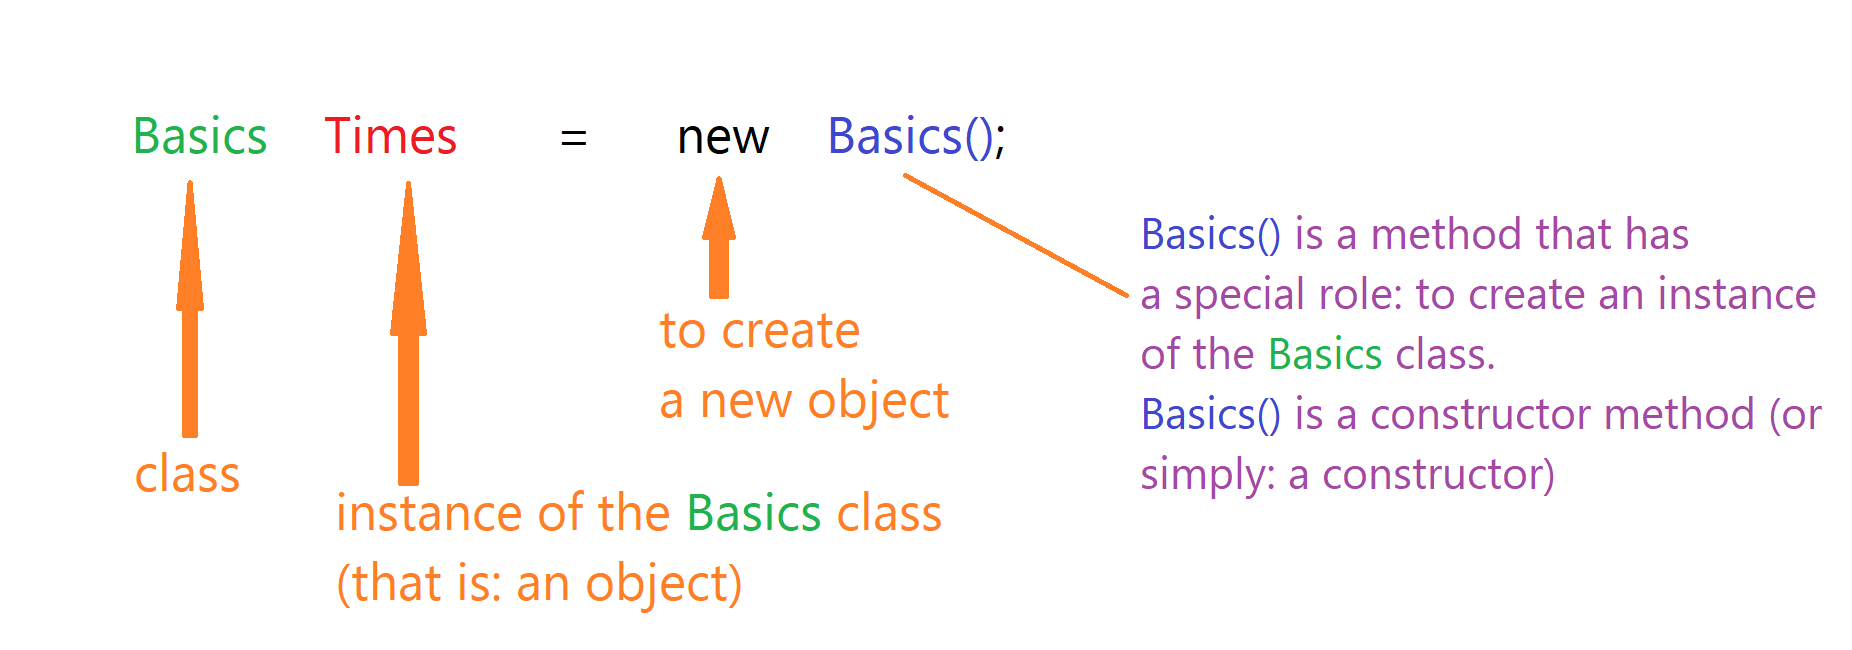 Basics Times = new Basics();
class
instance of the Basics class
(that is: an object)
to create
a new object
Basics() is a method that has
a special role: to create an instance
of the Basics class.
Basics() is a constructor method (or
simply: a constructor)